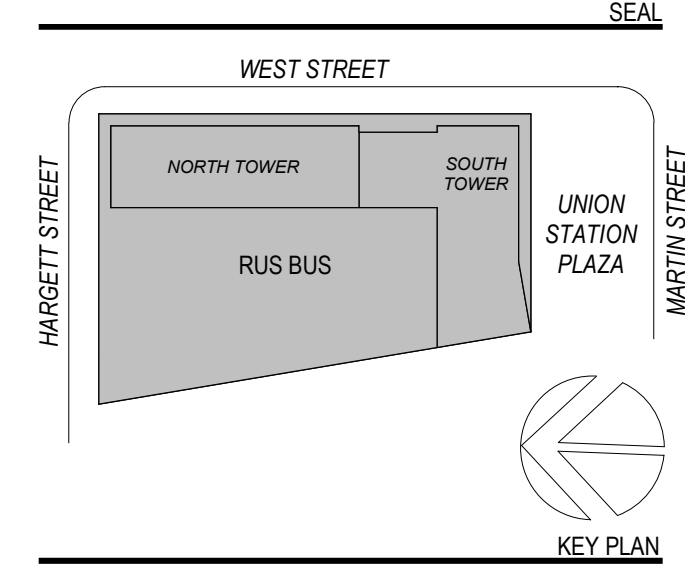 SEAL
WEST STREET
HARGETT STREET
NORTH TOWER
SOUTH
TOWER
UNION
STATION
PLAZA
MARTIN STREET
RUS BUS
KEY PLAN